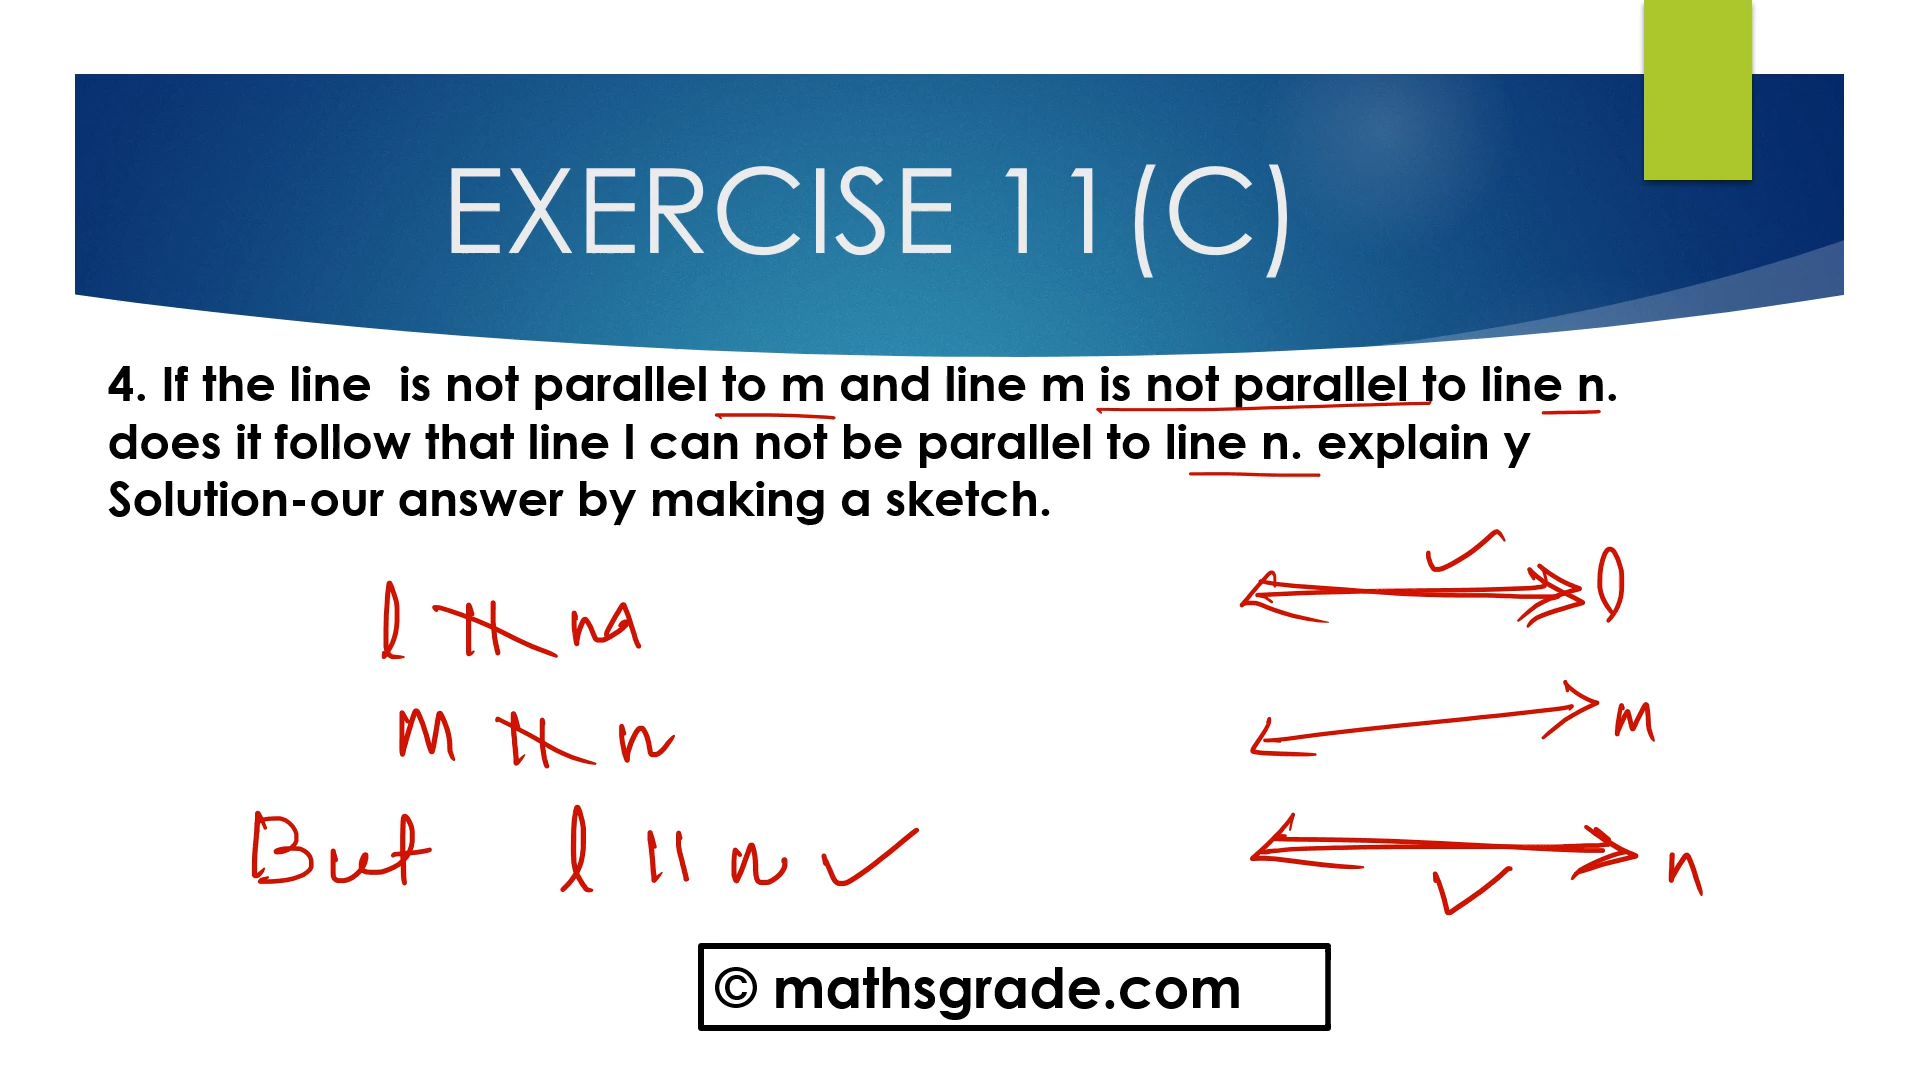 EXERCISE 11(C)
4. If the line is not parallel to m and line m is not parallel to line n.
does it follow that line l can not be parallel to line n. explain y
Solution-our answer by making a sketch.
l ∦ m
m ∦ n
But l || n ✓
✓ l
m
n
✓
© mathsgrade.com